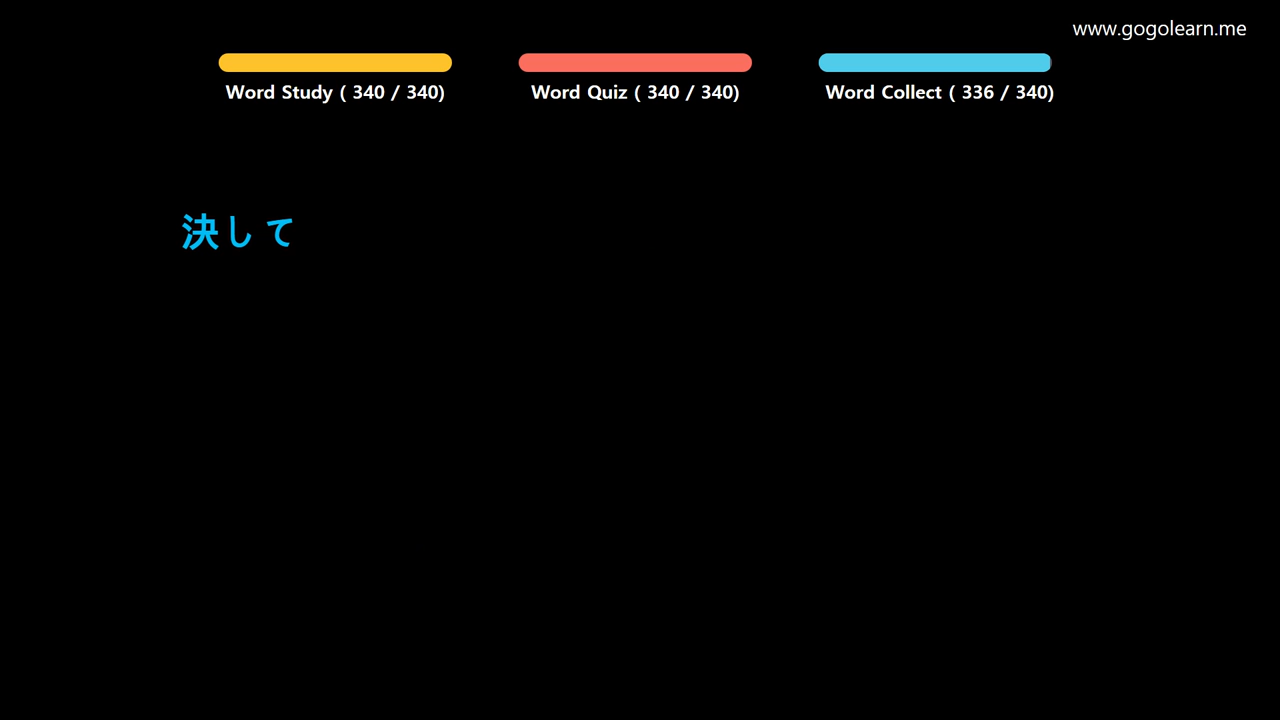 www.gogolearn.me
Word Study ( 340 / 340)
Word Quiz ( 340 / 340)
Word Collect ( 336 / 340)
決して